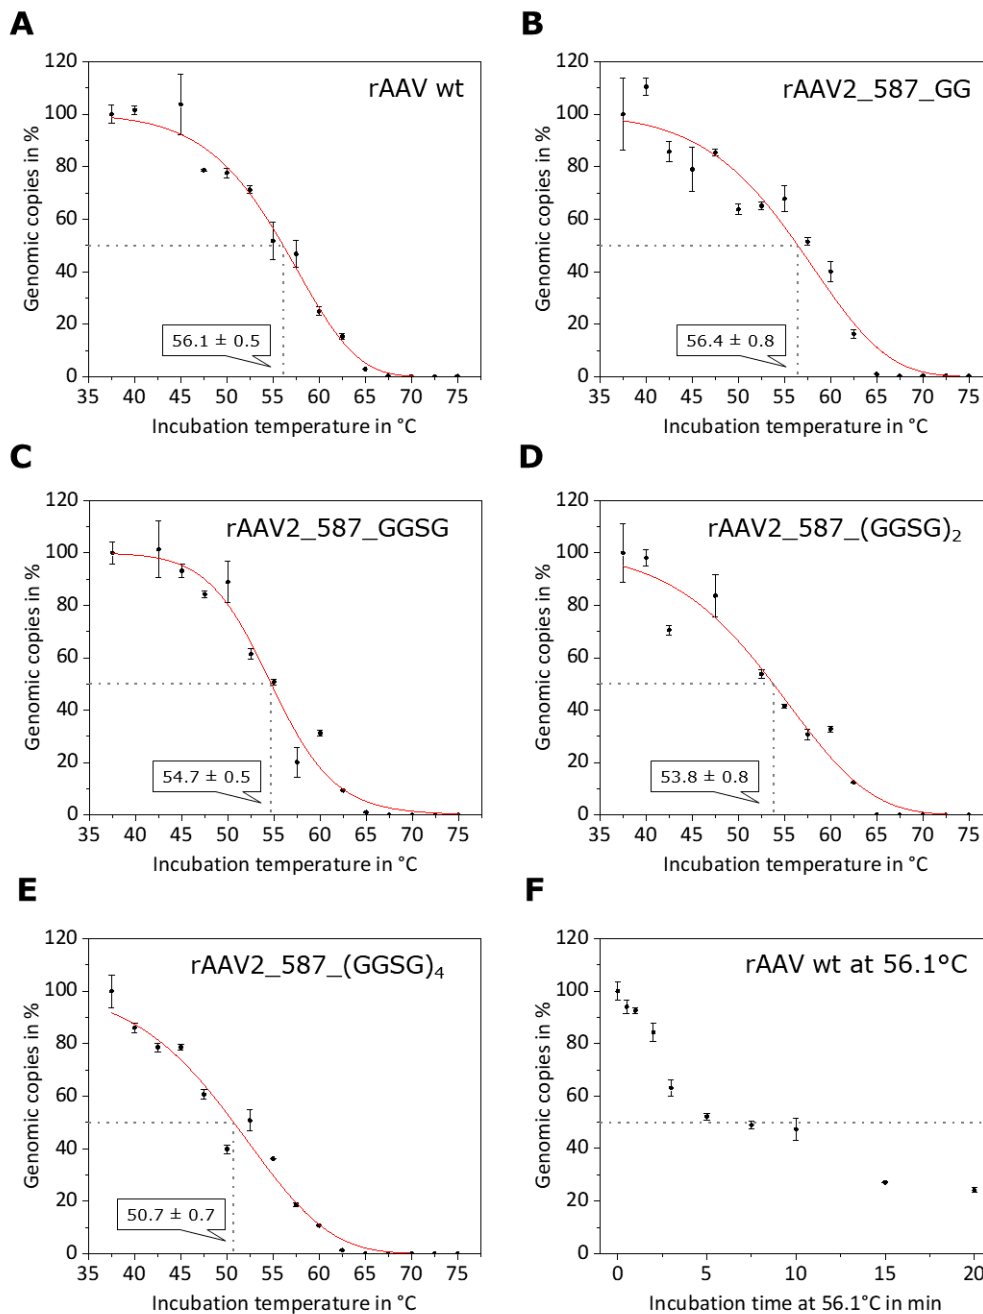 A
rAAV wt
Genomic copies in %
120
100
80
60
40
20
0
56.1 ± 0.5
35 40 45 50 55 60 65 70 75
Incubation temperature in °C
B
rAAV2_587_GG
Genomic copies in %
120
100
80
60
40
20
0
56.4 ± 0.8
35 40 45 50 55 60 65 70 75
Incubation temperature in °C
C
rAAV2_587_GGSG
Genomic copies in %
120
100
80
60
40
20
0
54.7 ± 0.5
35 40 45 50 55 60 65 70 75
Incubation temperature in °C
D
rAAV2_587_(GGSG)₂
Genomic copies in %
120
100
80
60
40
20
0
53.8 ± 0.8
35 40 45 50 55 60 65 70 75
Incubation temperature in °C
E
rAAV2_587_(GGSG)₄
Genomic copies in %
120
100
80
60
40
20
0
50.7 ± 0.7
35 40 45 50 55 60 65 70 75
Incubation temperature in °C
F
rAAV wt at 56.1°C
Genomic copies in %
120
100
80
60
40
20
0
0 5 10 15 20
Incubation time at 56.1°C in min